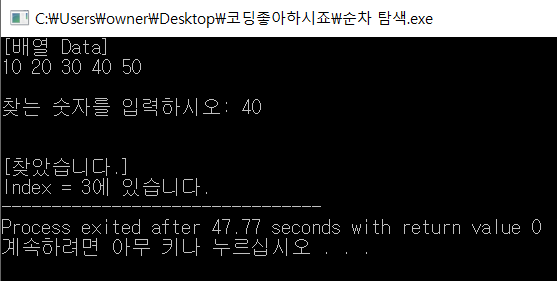 C:₩Users₩owner₩Desktop₩코딩좋아하시죠₩순차 탐색.exe
[배열 Data]
10 20 30 40 50
찾는 숫자를 입력하시오: 40
[찾았습니다.]
Index = 3에 있습니다.
--------------------------------
Process exited after 47.77 seconds with return value 0
계속하려면 아무 키나 누르십시오 . . .